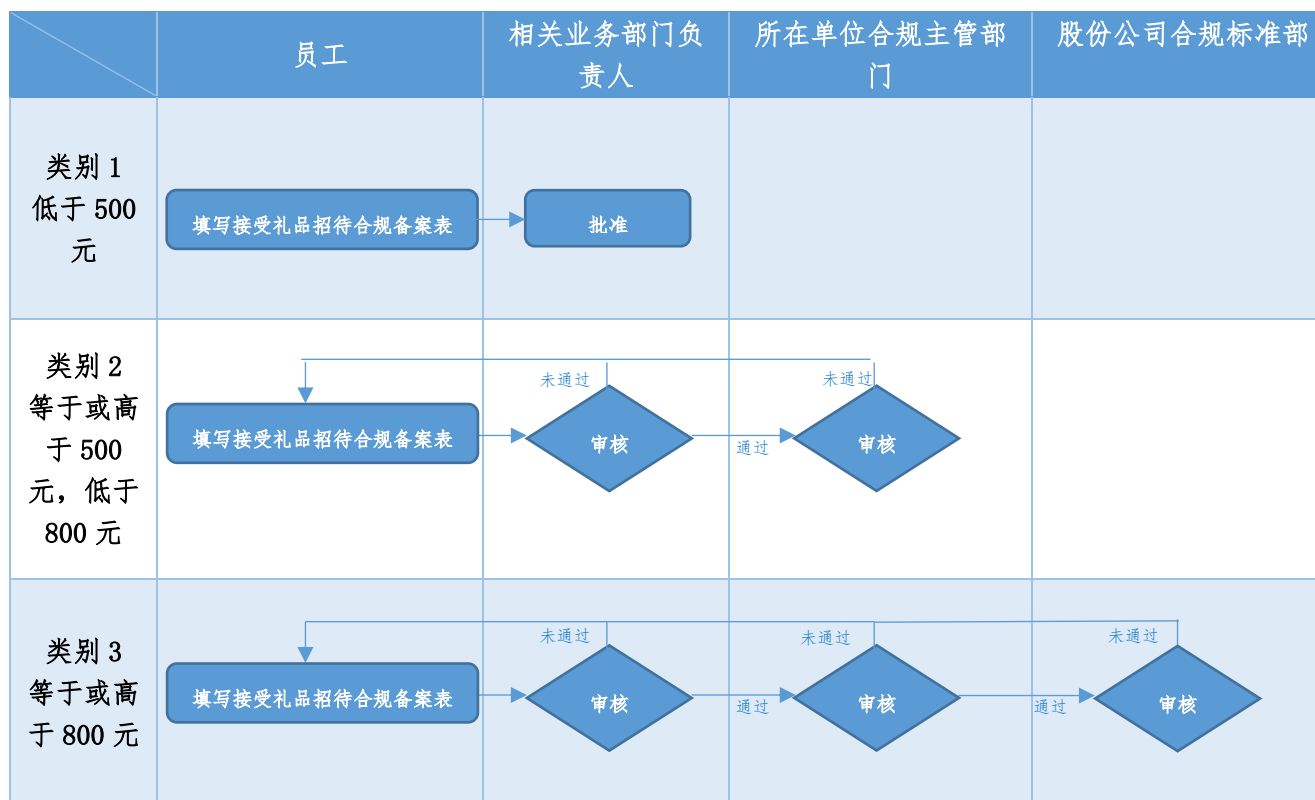 员工
相关业务部门负
责人
所在单位合规主管部
门
股份公司合规标准部
类别 1
低于 500
元
填写接受礼品招待合规备案表
批准
类别 2
等于或高
于 500
元，低于
800 元
未通过
未通过
填写接受礼品招待合规备案表
审核
通过
审核
类别 3
等于或高
于 800 元
未通过
未通过
未通过
填写接受礼品招待合规备案表
审核
通过
审核
通过
审核